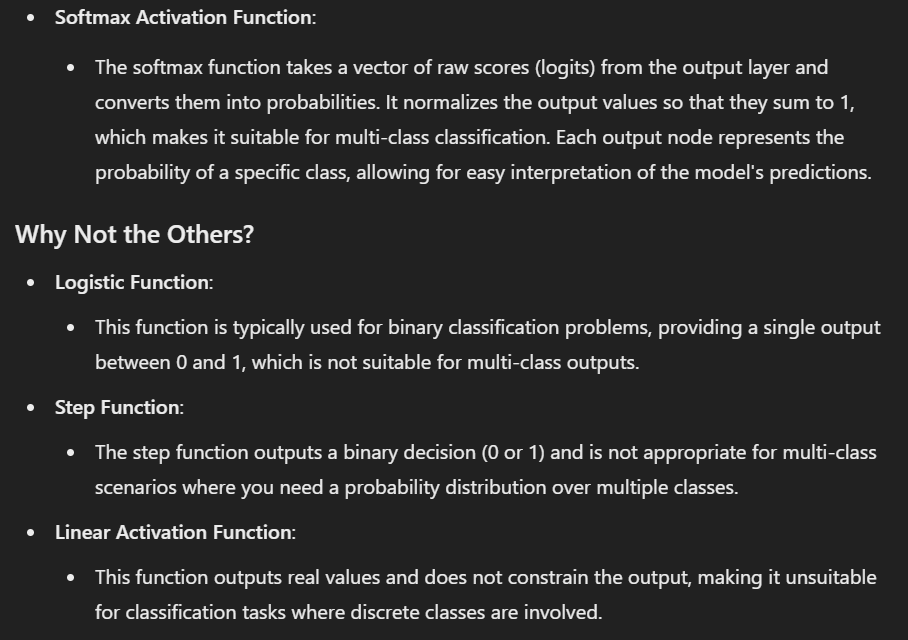 Softmax Activation Function:
The softmax function takes a vector of raw scores (logits) from the output layer and
converts them into probabilities. It normalizes the output values so that they sum to 1,
which makes it suitable for multi-class classification. Each output node represents the
probability of a specific class, allowing for easy interpretation of the model's predictions.
Why Not the Others?
Logistic Function:
This function is typically used for binary classification problems, providing a single output
between 0 and 1, which is not suitable for multi-class outputs.
Step Function:
The step function outputs a binary decision (0 or 1) and is not appropriate for multi-class
scenarios where you need a probability distribution over multiple classes.
Linear Activation Function:
This function outputs real values and does not constrain the output, making it unsuitable
for classification tasks where discrete classes are involved.